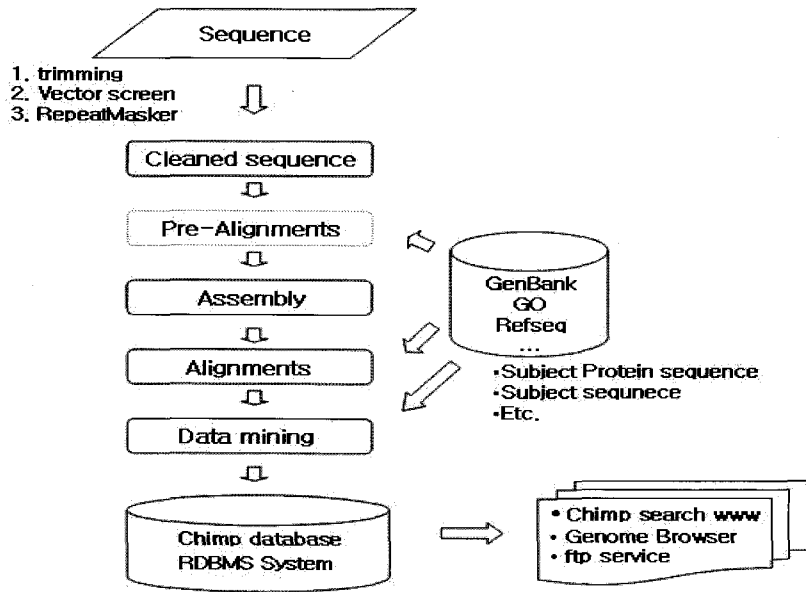 Sequence
1. trimming
2. Vector screen
3. RepeatMasker
Cleaned sequence
Pre-Alignments
Assembly
Alignments
Data mining
GenBank
GO
Refseq
...
•Subject Protein sequence
•Subject sequnece
•Etc.
Chimp database
RDBMS System
• Chimp search www
• Genome Browser
• ftp service